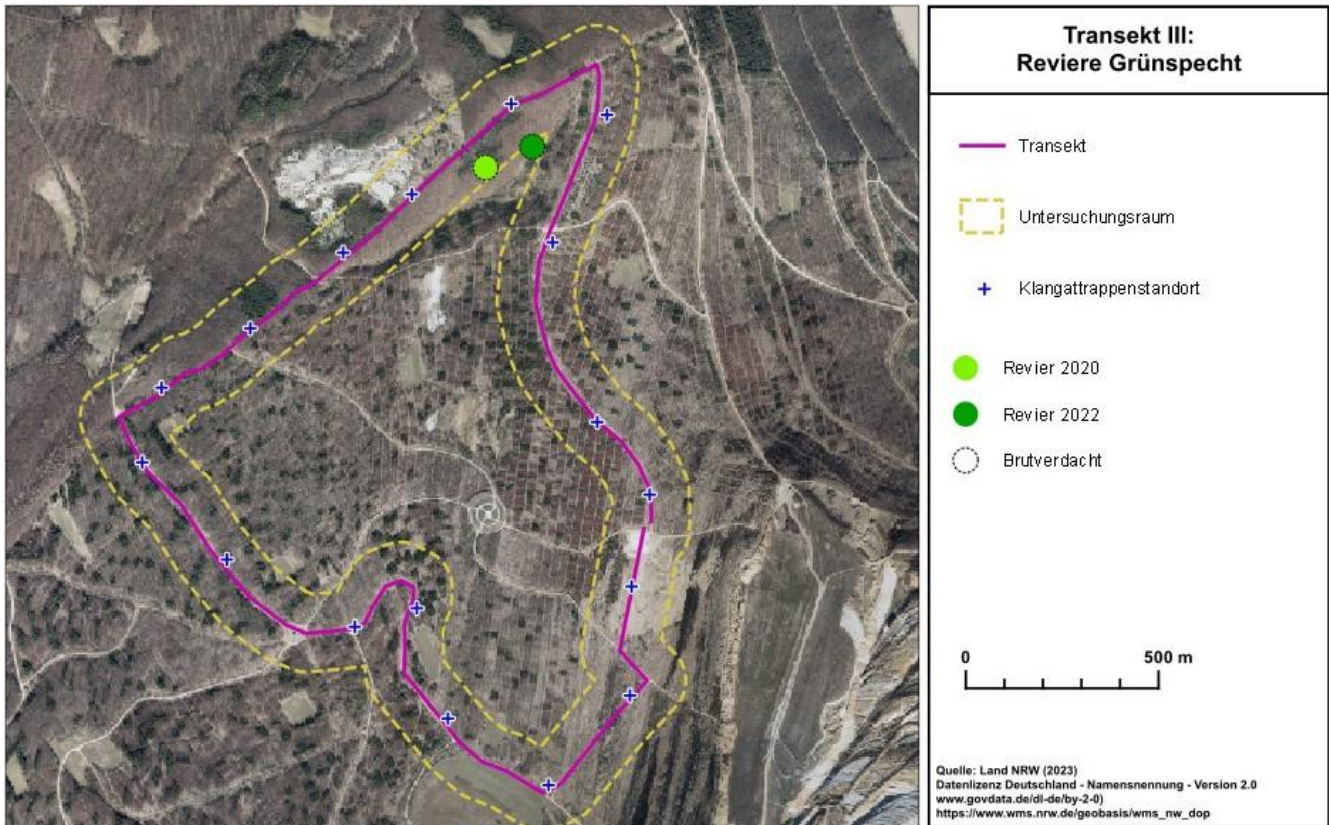 Transekt III:
Reviere Grünspecht
Transekt
Untersuchungsraum
Klangattrappenstandort
Revier 2020
Revier 2022
Brutverdacht
0 500 m
Quelle: Land NRW (2023)
Datenlizenz Deutschland - Namensnennung - Version 2.0
www.govdata.de/dl-de/by-2-0)
https://www.wms.nrw.de/geobasis/wms_nw_dop